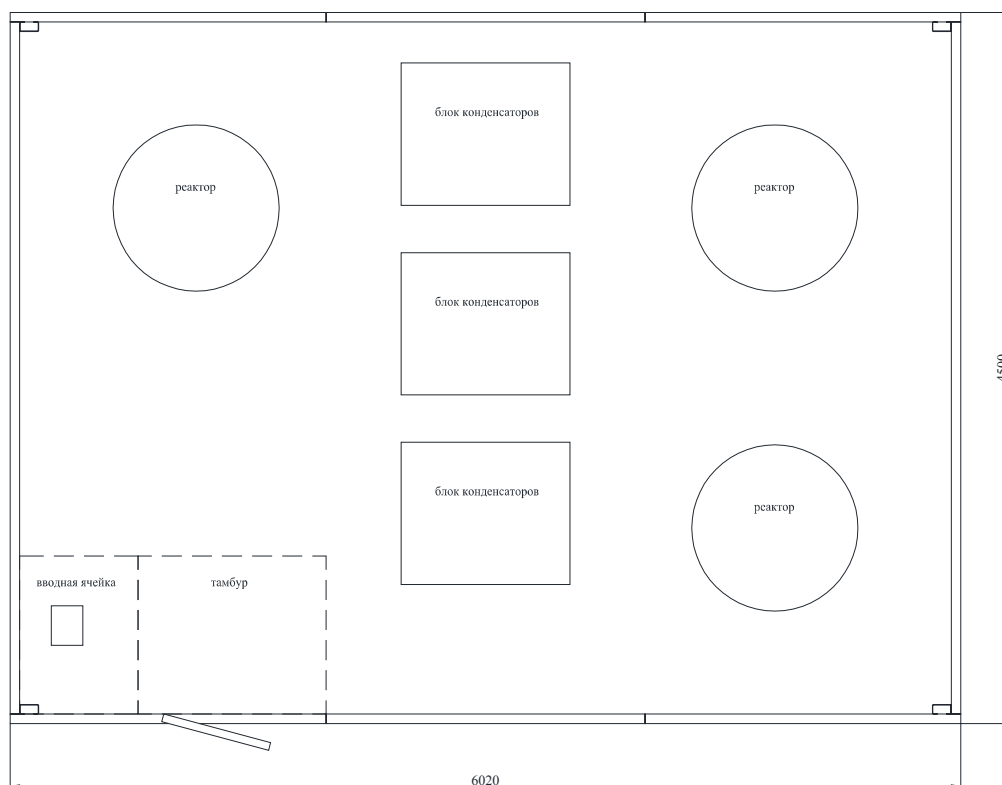 блок конденсаторов
реактор
реактор
блок конденсаторов
4500
блок конденсаторов
реактор
вводная ячейка
тамбур
6020